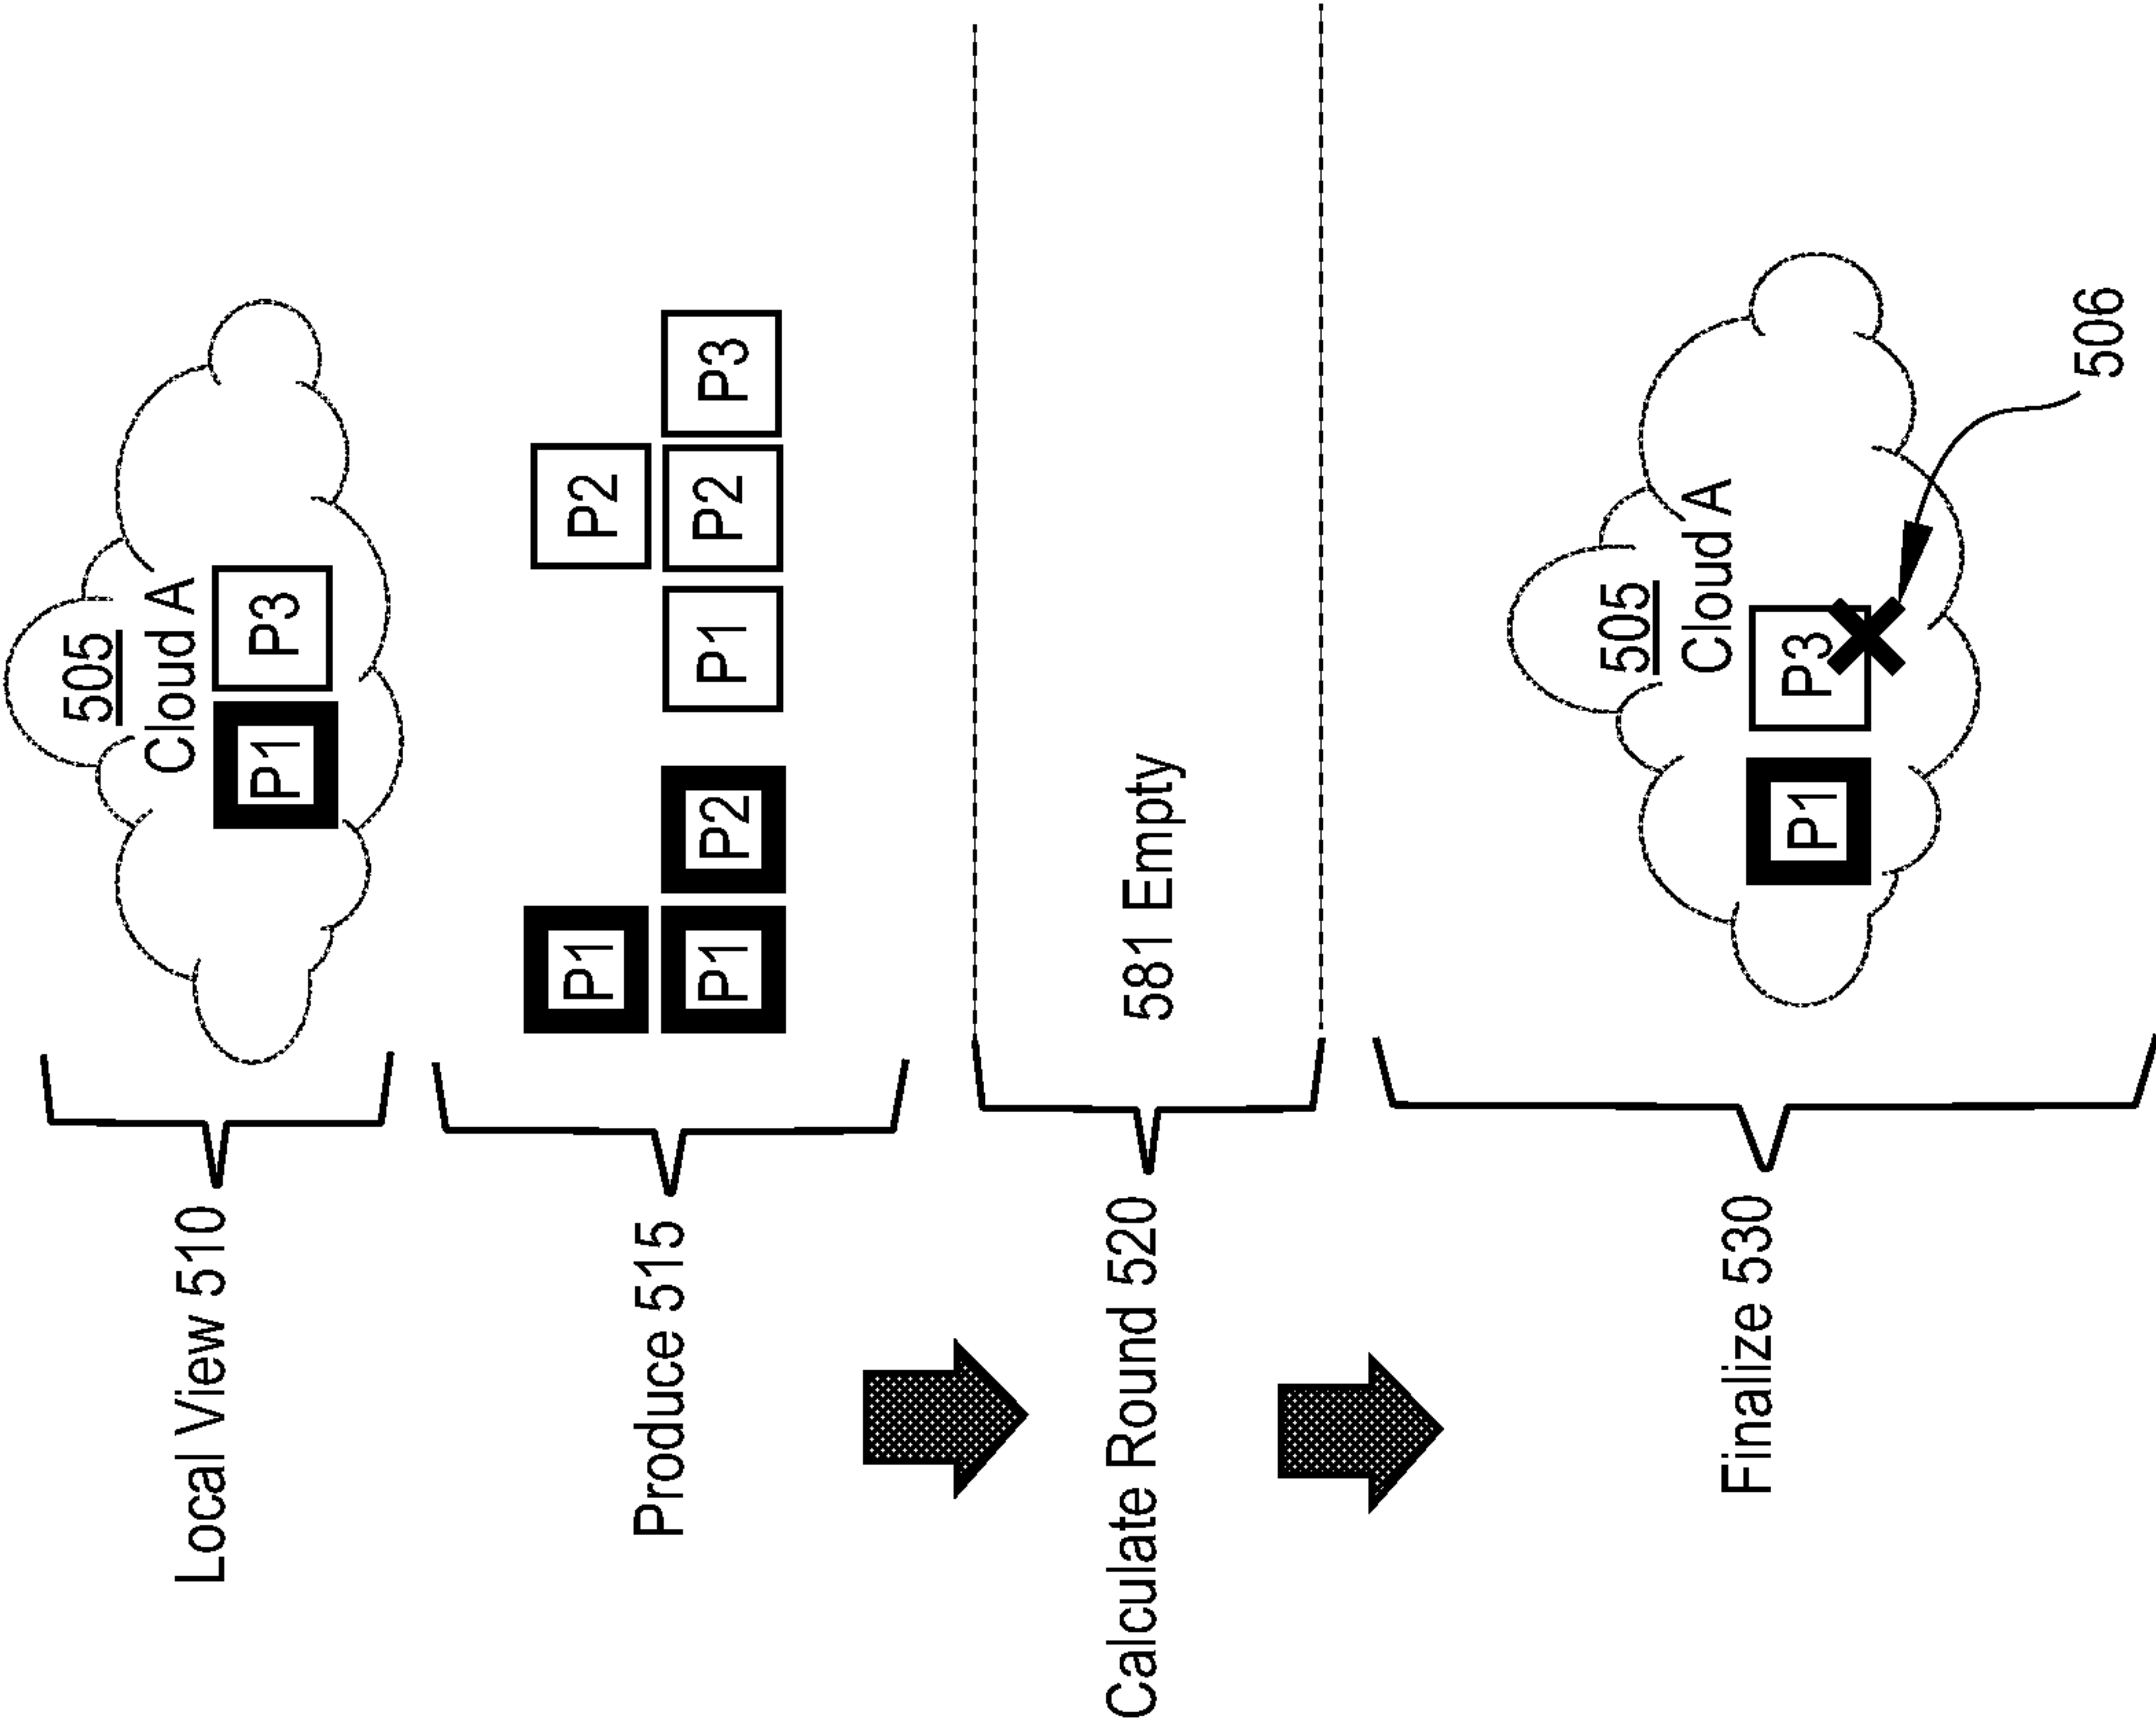 Local View 510
505
Cloud A
P1 P3
Produce 515
P1 P2
P1 P2 P1 P2 P3
Calculate Round 520
581 Empty
Finalize 530
505
Cloud A
P1 P3
506